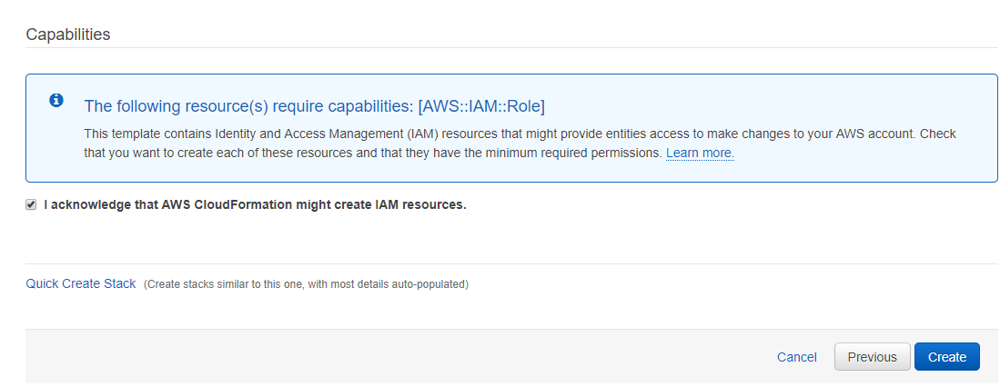 Capabilities
The following resource(s) require capabilities: [AWS::IAM::Role]
This template contains Identity and Access Management (IAM) resources that might provide entities access to make changes to your AWS account. Check
that you want to create each of these resources and that they have the minimum required permissions. Learn more.
I acknowledge that AWS CloudFormation might create IAM resources.
Quick Create Stack (Create stacks similar to this one, with most details auto-populated)
Cancel Previous Create